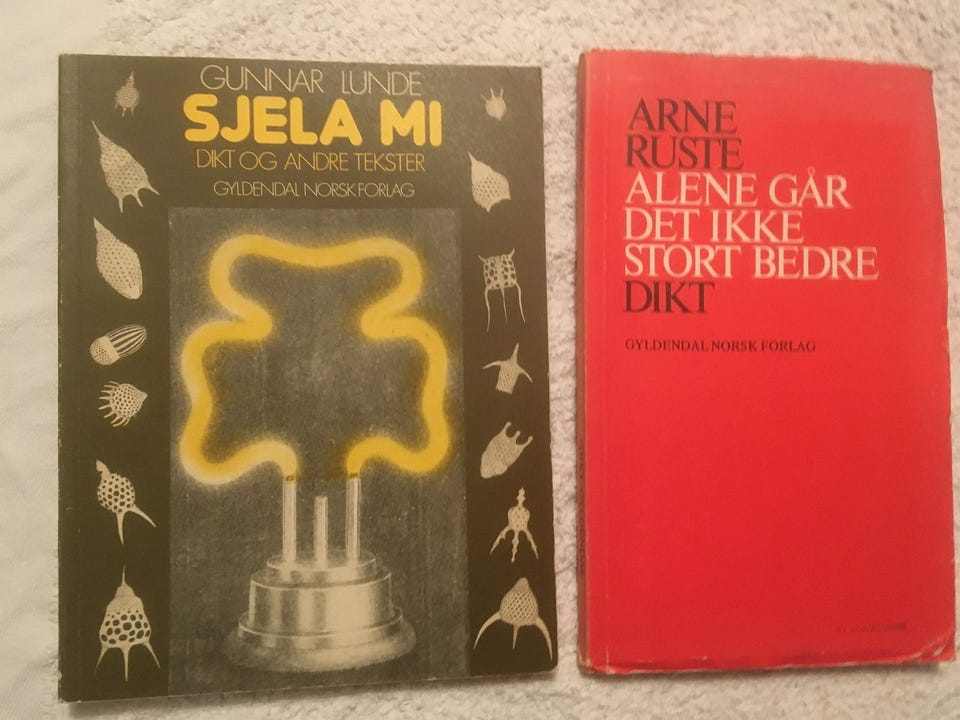 GUNNAR LUNDE
SJELA MI
DIKT OG ANDRE TEKSTER
GYLDENDAL NORSK FORLAG
ARNE
RUSTE
ALENE GÅR
DET IKKE
STORT BEDRE
DIKT
GYLDENDAL NORSK FORLAG